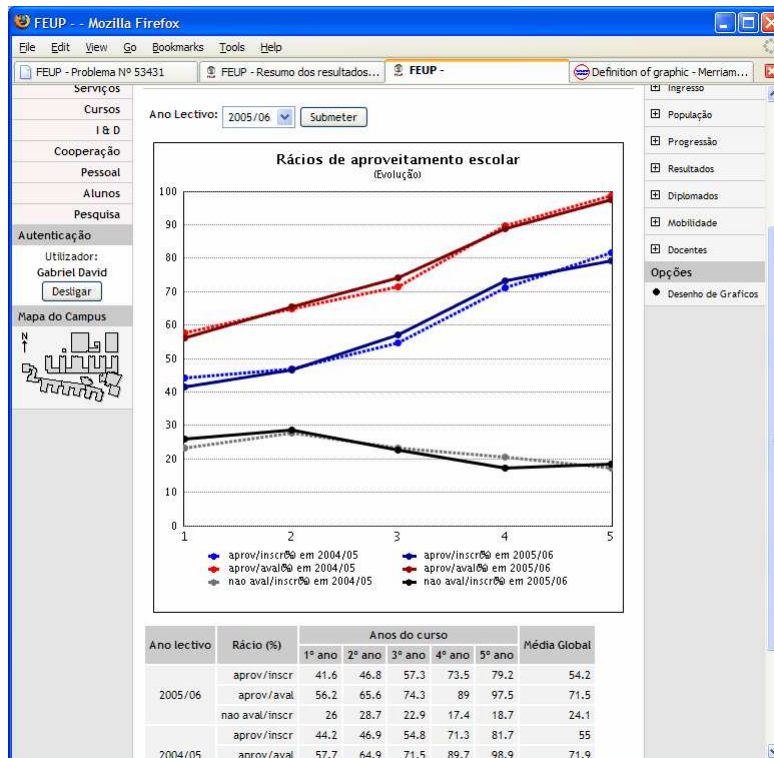 FEUP - - Mozilla Firefox
File Edit View Go Bookmarks Tools Help
FEUP - Problema Nº 53431 FEUP - Resumo dos resultados... FEUP - Definition of graphic - Merriam...
Serviços
Cursos
I & D
Cooperação
Pessoal
Alunos
Pesquisa
Autenticação
Utilizador:
Gabriel David
Desligar
Mapa do Campus
N
Ano Lectivo: 2005/06 Submeter
Rácios de aproveitamento escolar
(Evolução)
100
90
80
70
60
50
40
30
20
10
0
1 2 3 4 5
aprov/inscr em 2004/05 aprov/inscr em 2005/06
aprov/aval em 2004/05 aprov/aval em 2005/06
nao aval/inscr em 2004/05 nao aval/inscr em 2005/06
Ano lectivo Rácio (%) Anos do curso Média Global
1º ano 2º ano 3º ano 4º ano 5º ano
aprov/inscr 41.6 46.8 57.3 73.5 79.2 54.2
2005/06 aprov/aval 56.2 65.6 74.3 89 97.5 71.5
nao aval/inscr 26 28.7 22.9 17.4 18.7 24.1
aprov/inscr 44.2 46.9 54.8 71.3 81.7 55
2004/05 aprov/aval 57.7 64.9 71.5 89.7 98.9 71.9
Ingresso
População
Progressão
Resultados
Diplomados
Mobilidade
Docentes
Opções
Desenho de Graficos